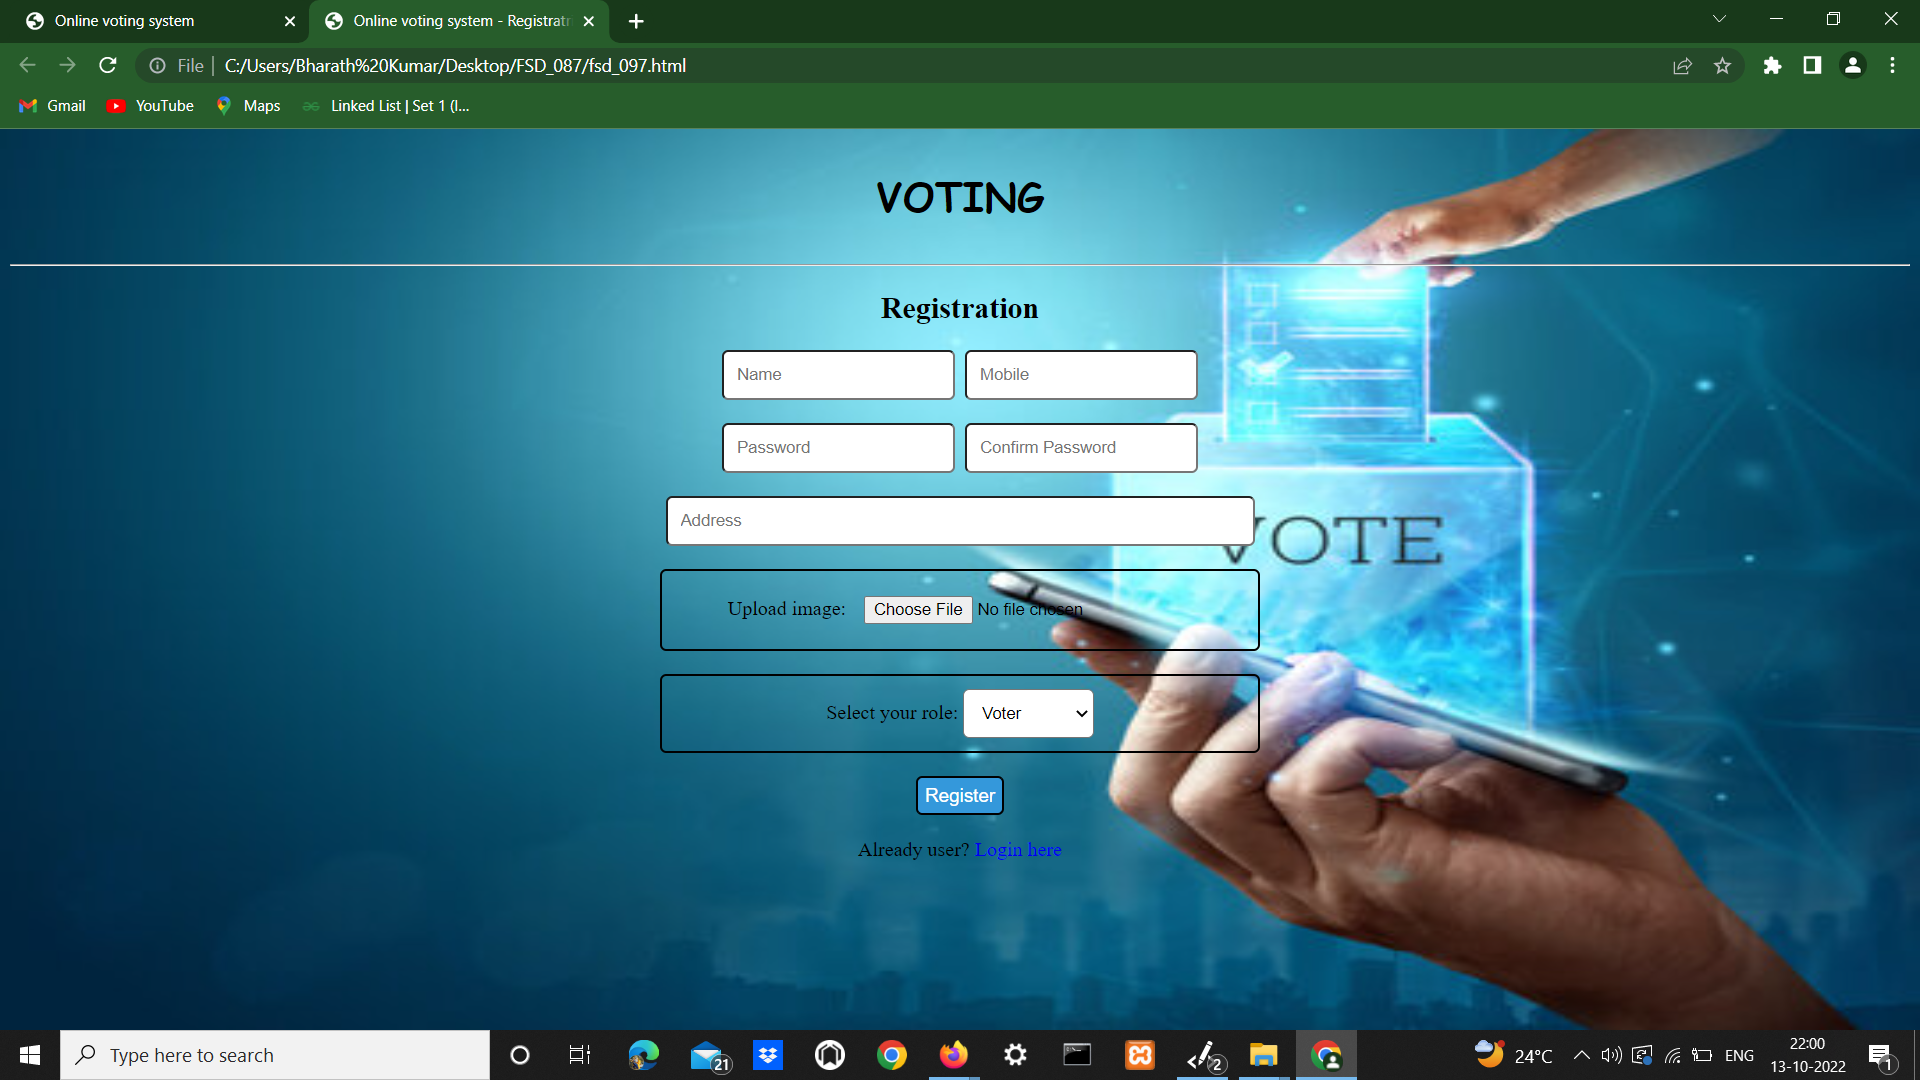 Online voting system
Online voting system - Registratr
File
C:/Users/Bharath%20Kumar/Desktop/FSD_087/fsd_097.html
Gmail
YouTube
Maps
Linked List | Set 1 (I...
VOTING
Registration
Name
Mobile
Password
Confirm Password
Address
VOTE
Upload image:
Choose File
No file chosen
Select your role:
Voter
Register
Already user? Login here
Type here to search
21
2
24°C
ENG
22:00
13-10-2022
1